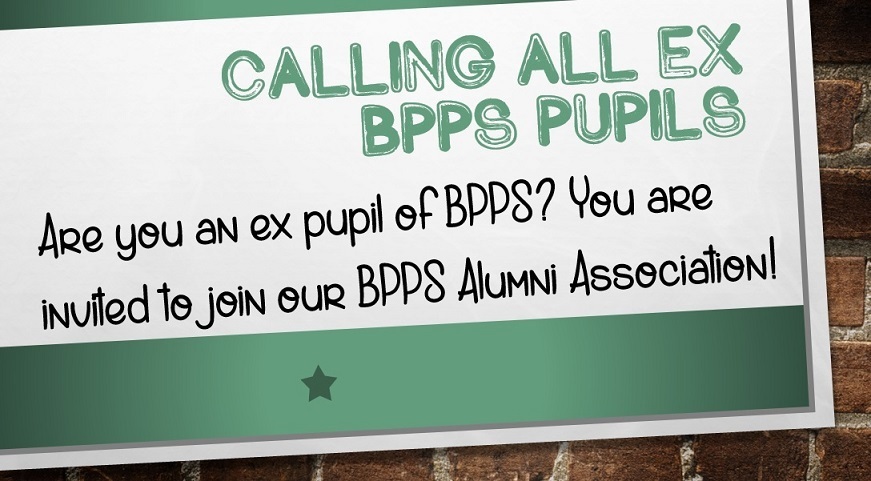 CALLING ALL EX
BPPS PUPILS
Are you an ex pupil of BPPS? You are
invited to join our BPPS Alumni Association!